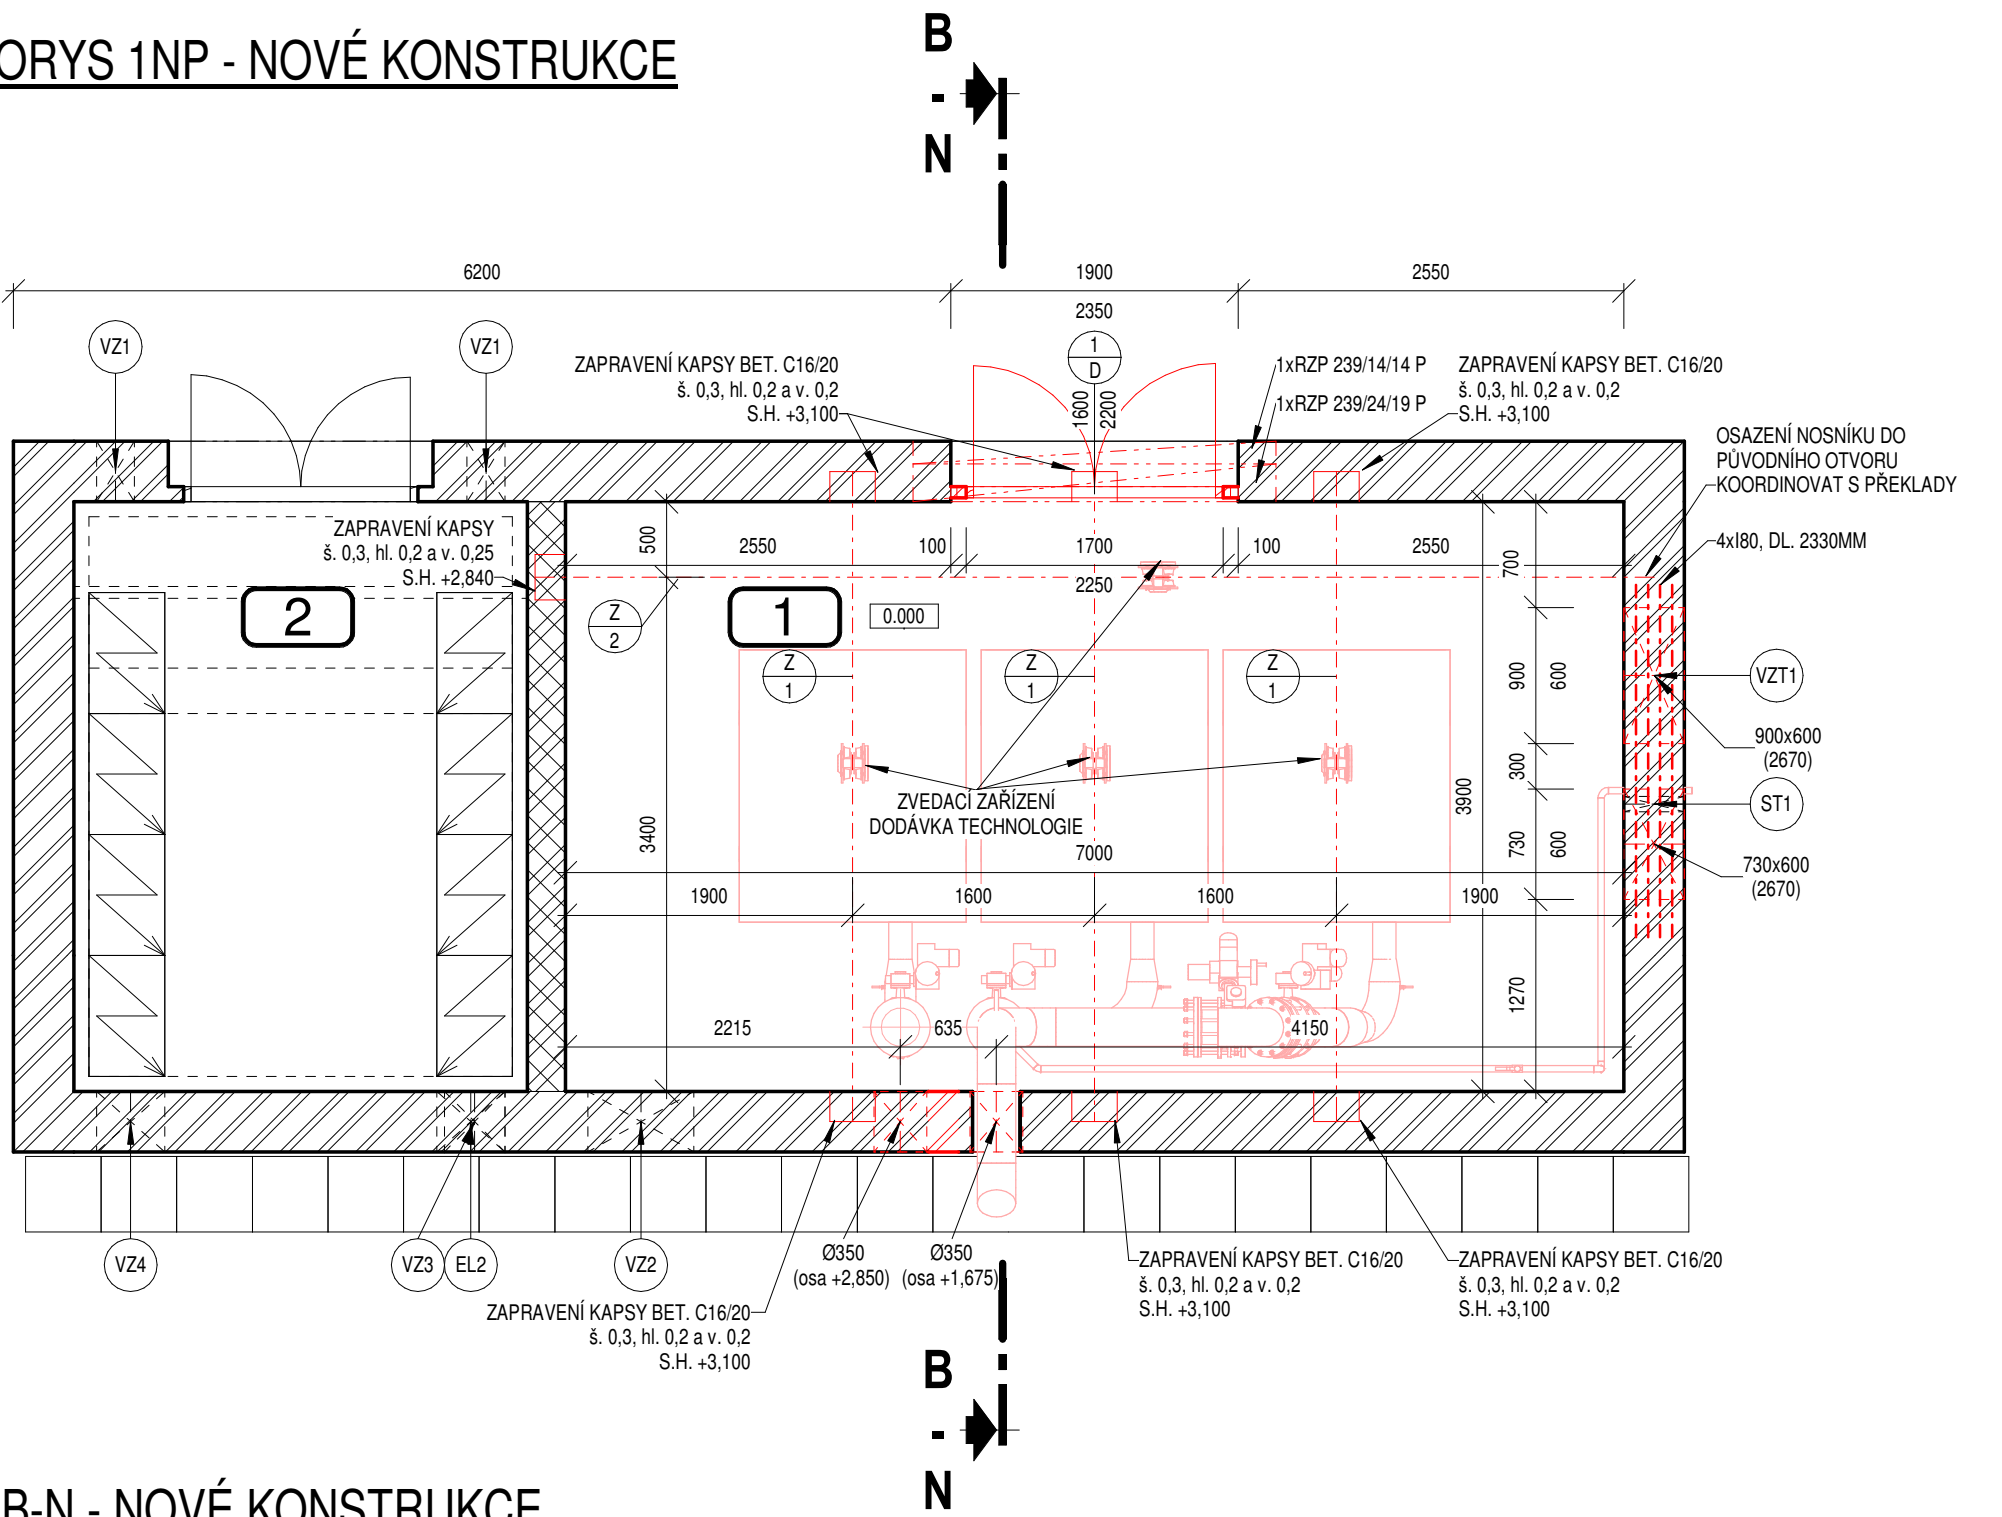 ORYS 1NP - NOVÉ KONSTRUKCE
B
-
N
6200
1900
2550
2350
VZ1
VZ1
1
D
1600
2200
ZAPRAVENÍ KAPSY BET. C16/20
š. 0,3, hl. 0,2 a v. 0,2
S.H. +3,100
1xRZP 239/14/14 P
1xRZP 239/24/19 P
ZAPRAVENÍ KAPSY BET. C16/20
š. 0,3, hl. 0,2 a v. 0,2
S.H. +3,100
OSAZENÍ NOSNÍKU DO
PŮVODNÍHO OTVORU
KOORDINOVAT S PŘEKLADY
4xI80, DL. 2330MM
ZAPRAVENÍ KAPSY
š. 0,3, hl. 0,2 a v. 0,25
S.H. +2,840
500
2550
100
1700
100
2550
2250
700
2
Z
2
1
0.000
Z
1
Z
1
Z
1
900
600
VZT1
900x600
(2670)
300
ST1
ZVEDACÍ ZAŘÍZENÍ
DODÁVKA TECHNOLOGIE
3400
3900
730
600
730x600
(2670)
7000
1900
1600
1600
1900
1270
2215
635
4150
VZ4
VZ3
EL2
VZ2
Ø350
(osa +2,850)
Ø350
(osa +1,675)
ZAPRAVENÍ KAPSY BET. C16/20
š. 0,3, hl. 0,2 a v. 0,2
S.H. +3,100
ZAPRAVENÍ KAPSY BET. C16/20
š. 0,3, hl. 0,2 a v. 0,2
S.H. +3,100
ZAPRAVENÍ KAPSY BET. C16/20
š. 0,3, hl. 0,2 a v. 0,2
S.H. +3,100
B
-
N
B-N - NOVÉ KONSTRUKCE